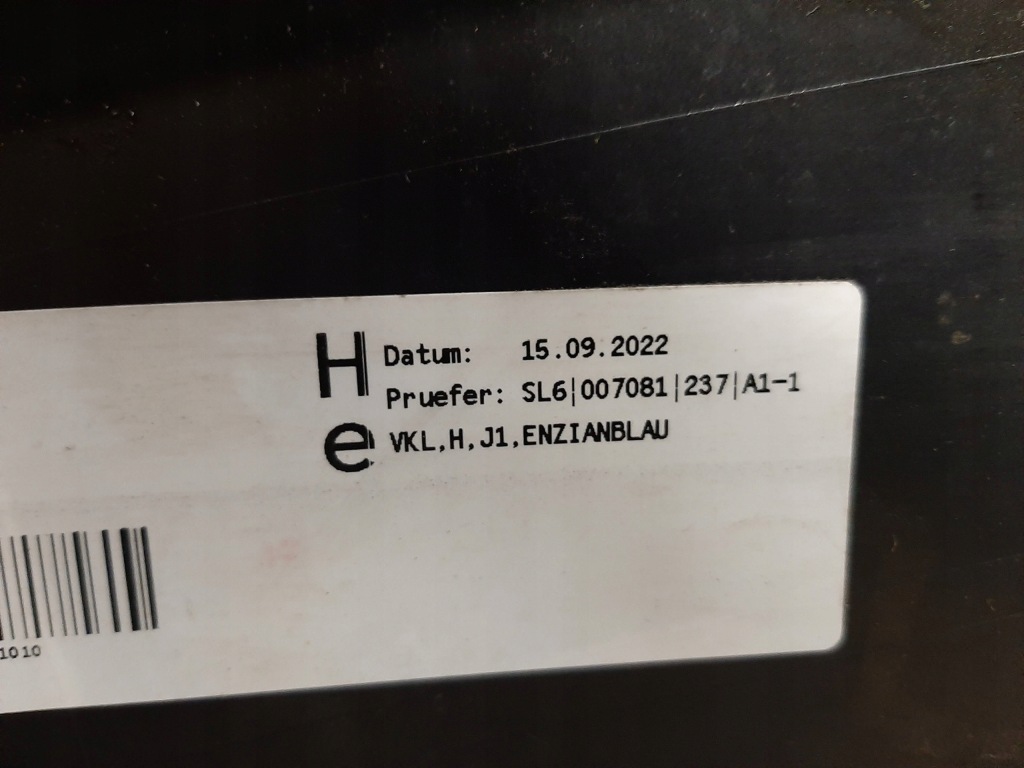 H
Datum: 15.09.2022
Pruefer: SL6|007081|237|A1-1
e
VKL,H,J1,ENZIANBLAU
1010